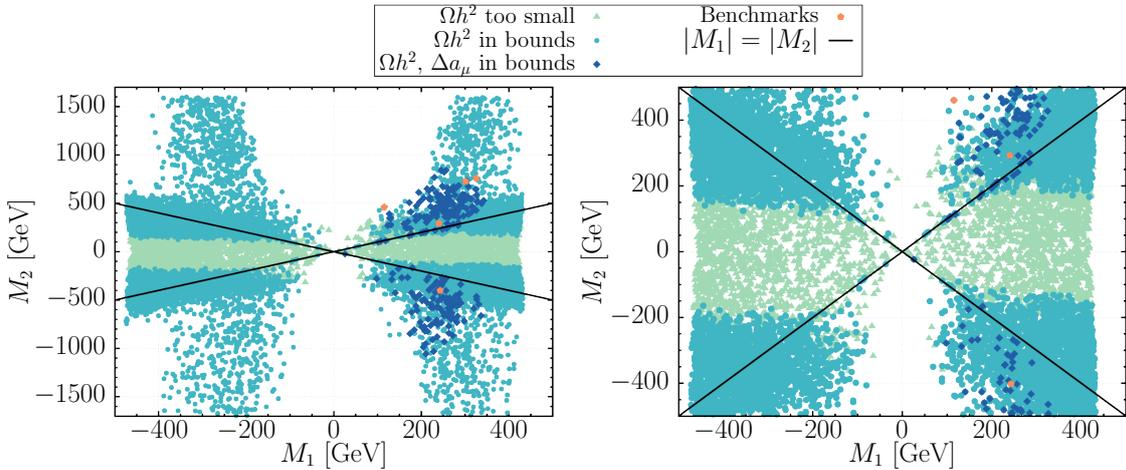 Ωh² too small
Ωh² in bounds
Ωh², Δaμ in bounds
Benchmarks
|M₁| = |M₂|
1500
1000
500
0
−500
−1000
−1500
M₂ [GeV]
−400 −200 0 200 400
M₁ [GeV]
400
200
0
−200
−400
M₂ [GeV]
−400 −200 0 200 400
M₁ [GeV]